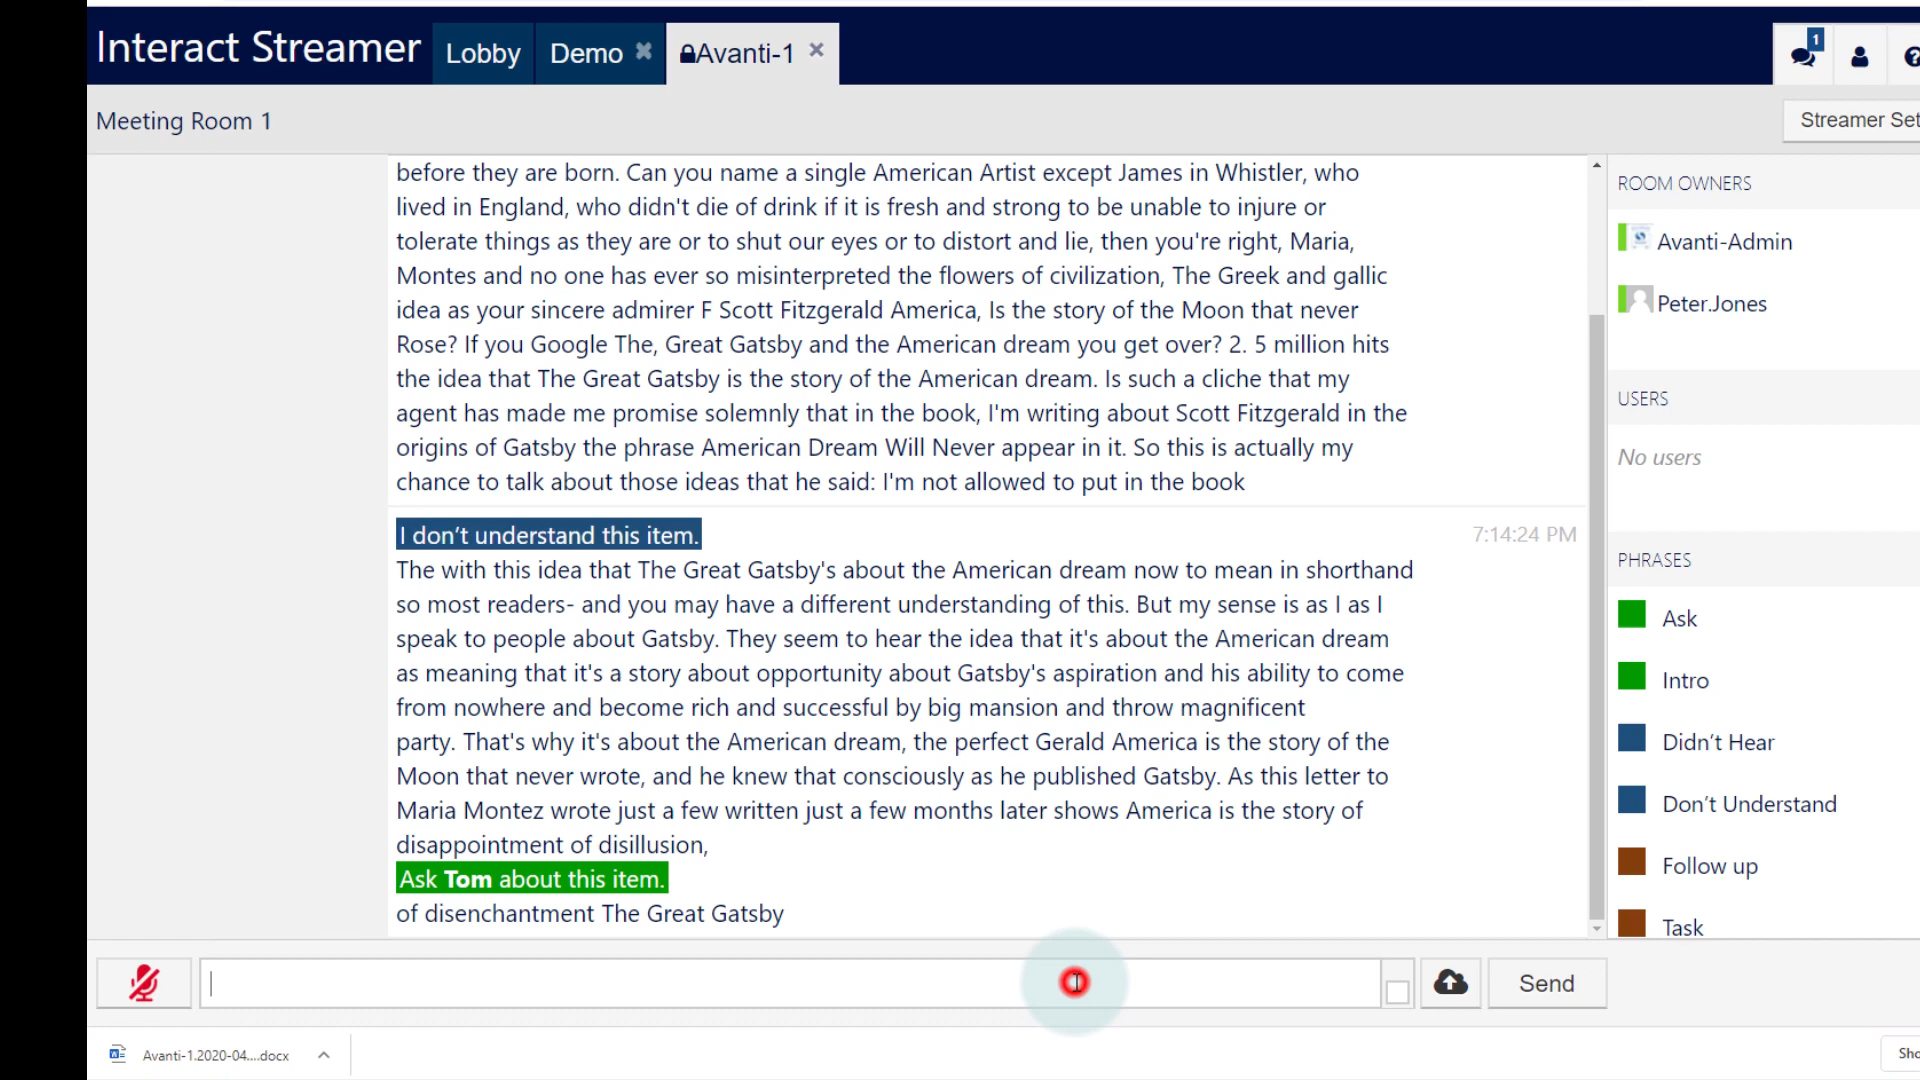 Interact Streamer
Lobby
Demo
Avanti-1
1
Meeting Room 1
Streamer Set
before they are born. Can you name a single American Artist except James in Whistler, who
lived in England, who didn't die of drink if it is fresh and strong to be unable to injure or
tolerate things as they are or to shut our eyes or to distort and lie, then you're right, Maria,
Montes and no one has ever so misinterpreted the flowers of civilization, The Greek and gallic
idea as your sincere admirer F Scott Fitzgerald America, Is the story of the Moon that never
Rose? If you Google The, Great Gatsby and the American dream you get over? 2. 5 million hits
the idea that The Great Gatsby is the story of the American dream. Is such a cliche that my
agent has made me promise solemnly that in the book, I'm writing about Scott Fitzgerald in the
origins of Gatsby the phrase American Dream Will Never appear in it. So this is actually my
chance to talk about those ideas that he said: I'm not allowed to put in the book
I don’t understand this item.
7:14:24 PM
The with this idea that The Great Gatsby's about the American dream now to mean in shorthand
so most readers- and you may have a different understanding of this. But my sense is as I as I
speak to people about Gatsby. They seem to hear the idea that it's about the American dream
as meaning that it's a story about opportunity about Gatsby's aspiration and his ability to come
from nowhere and become rich and successful by big mansion and throw magnificent
party. That's why it's about the American dream, the perfect Gerald America is the story of the
Moon that never wrote, and he knew that consciously as he published Gatsby. As this letter to
Maria Montez wrote just a few written just a few months later shows America is the story of
disappointment of disillusion,
Ask Tom about this item.
of disenchantment The Great Gatsby
ROOM OWNERS
Avanti-Admin
Peter.Jones
USERS
No users
PHRASES
Ask
Intro
Didn’t Hear
Don’t Understand
Follow up
Task
Send
Avanti-1.2020-04....docx
Sho